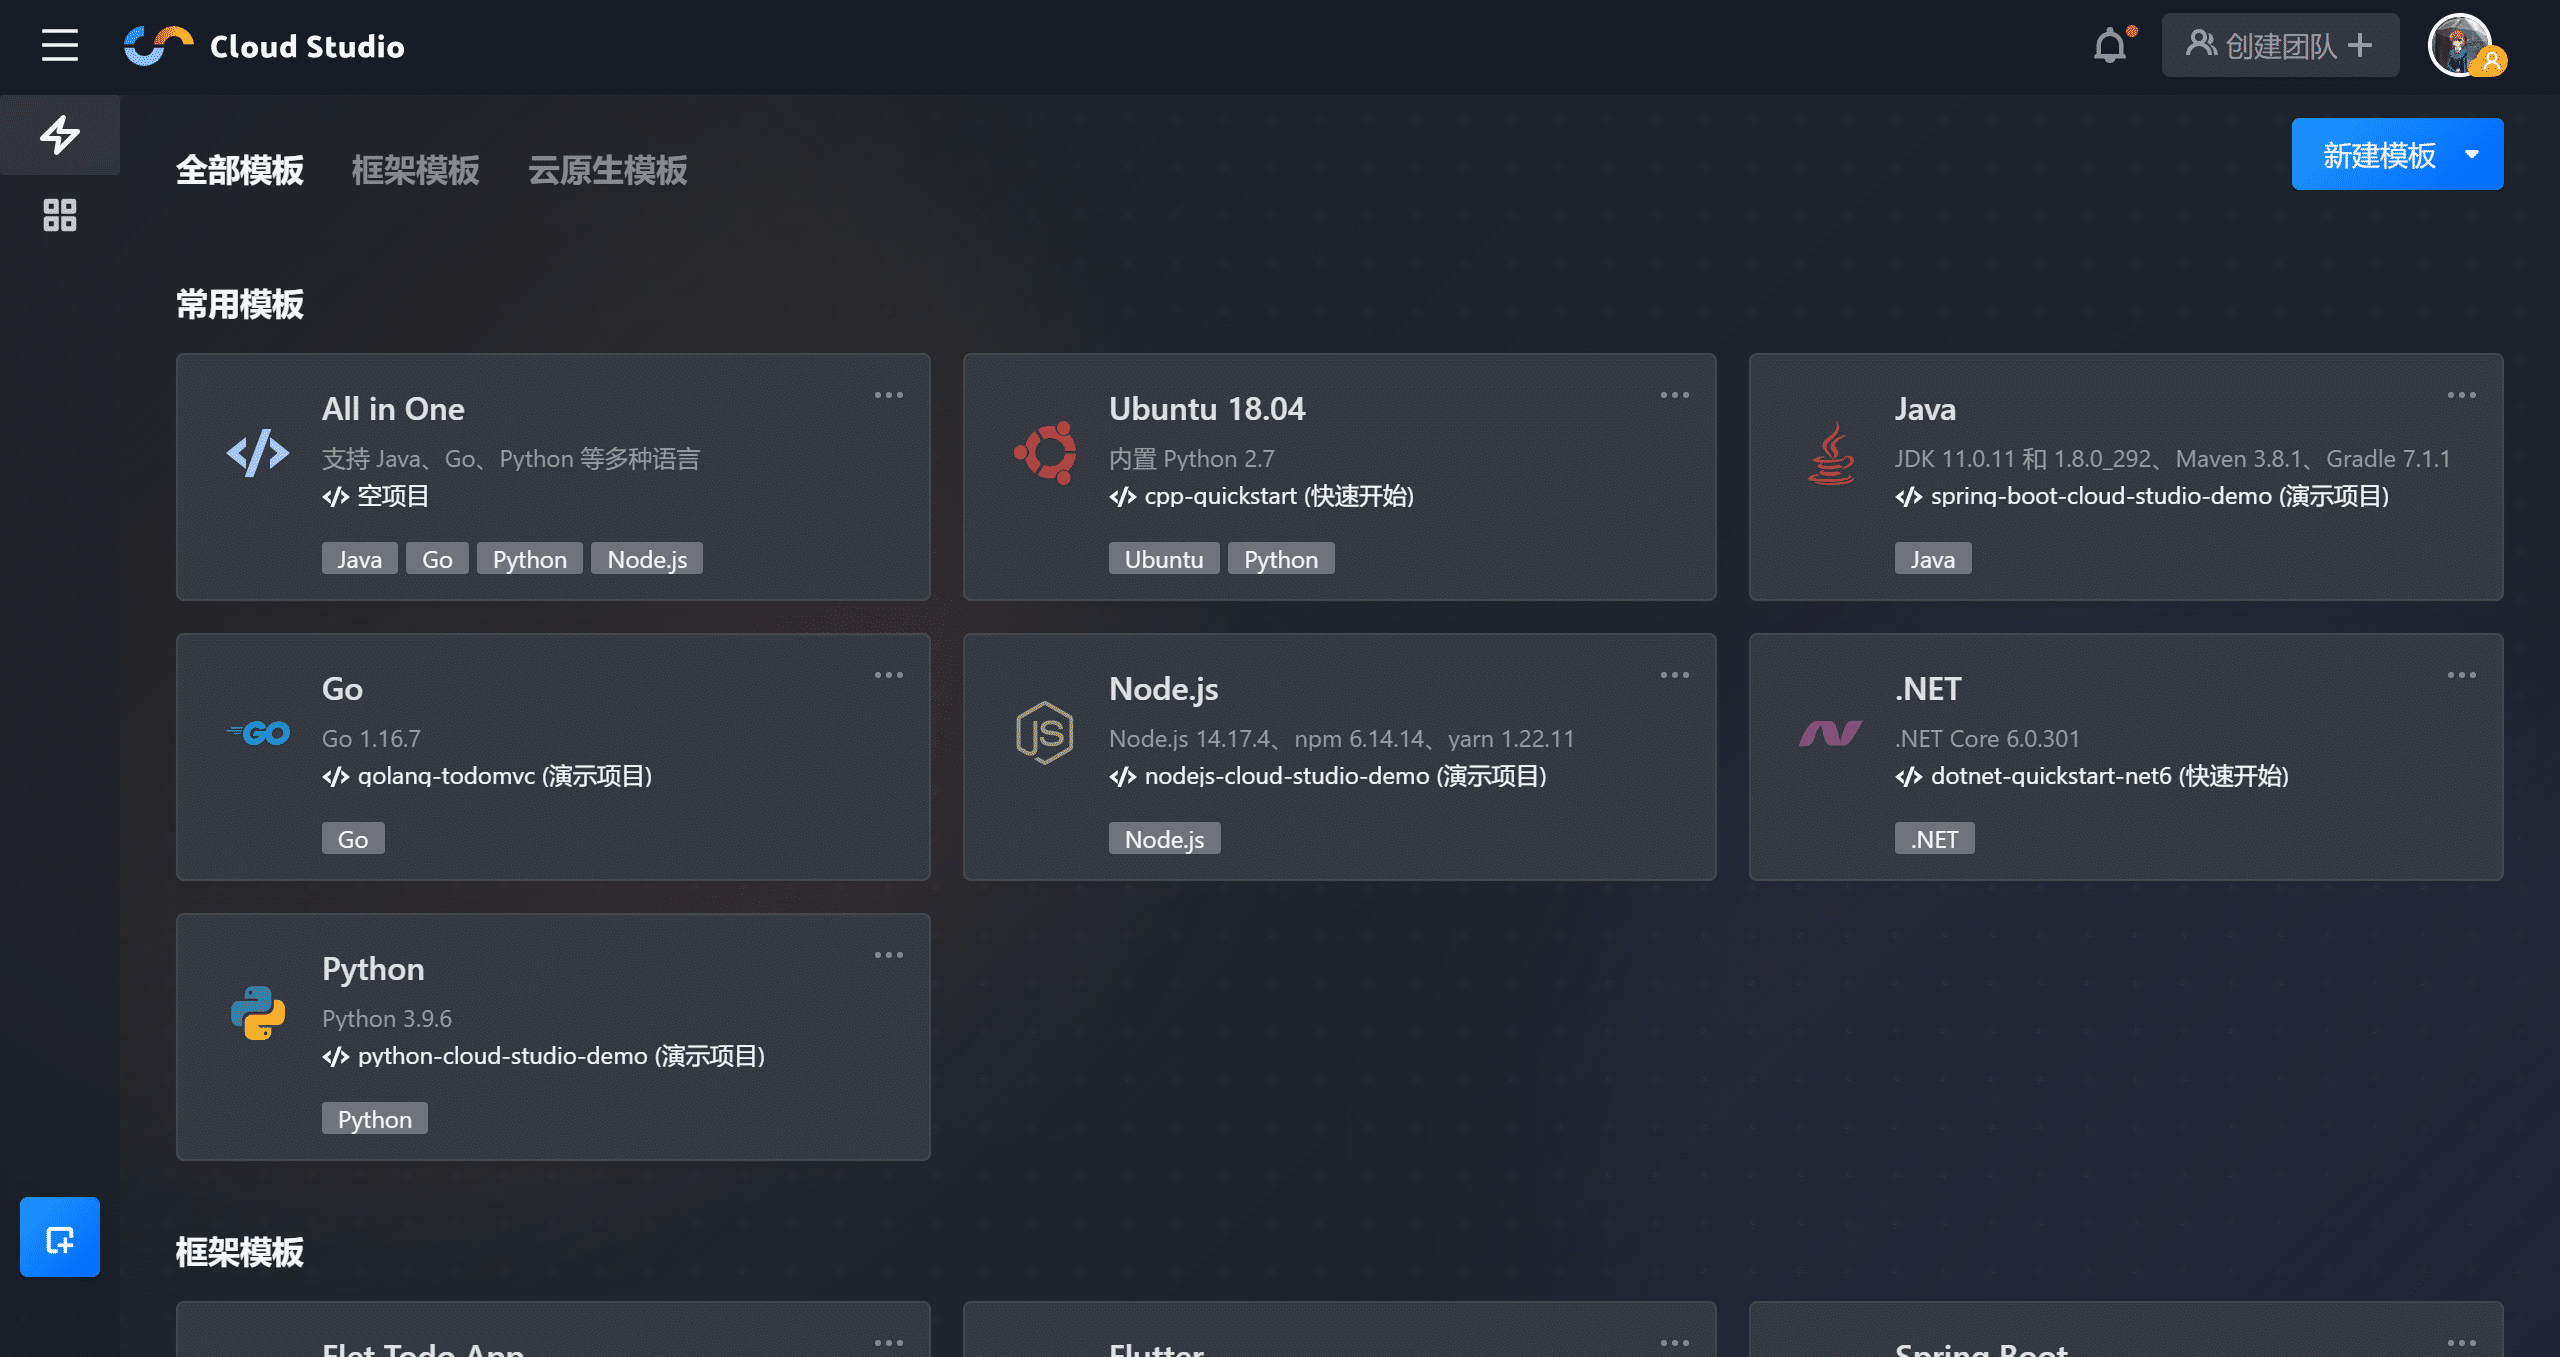 Cloud Studio
创建团队
全部模板 框架模板 云原生模板
新建模板
常用模板
All in One
支持 Java、Go、Python 等多种语言
空项目
Java Go Python Node.js
Ubuntu 18.04
内置 Python 2.7
cpp-quickstart (快速开始)
Ubuntu Python
Java
JDK 11.0.11 和 1.8.0_292、Maven 3.8.1、Gradle 7.1.1
spring-boot-cloud-studio-demo (演示项目)
Java
GO
Go
Go 1.16.7
golang-todomvc (演示项目)
Go
JS
Node.js
Node.js 14.17.4、npm 6.14.14、yarn 1.22.11
nodejs-cloud-studio-demo (演示项目)
Node.js
.NET
.NET Core 6.0.301
dotnet-quickstart-net6 (快速开始)
.NET
Python
Python 3.9.6
python-cloud-studio-demo (演示项目)
Python
框架模板
Flet Todo App
Flutter
Spring Boot